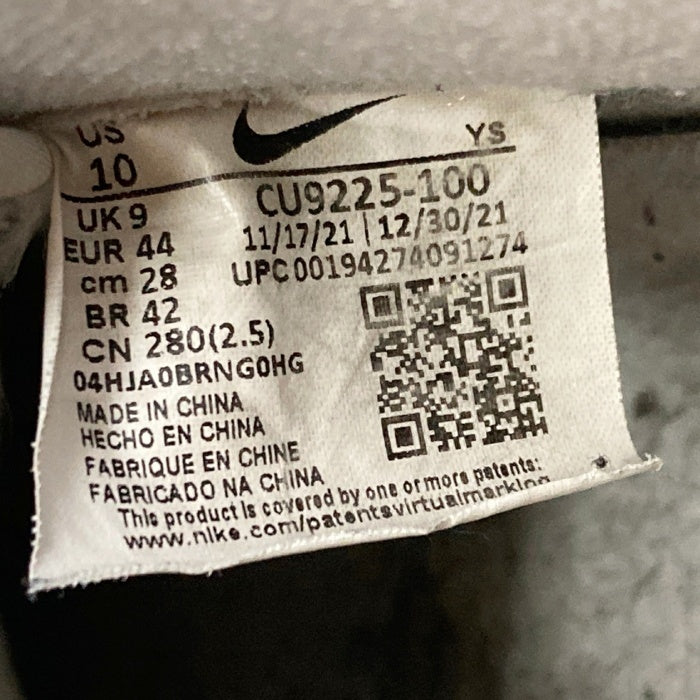 US YS
10
CU9225-100
UK 9
11/17/21 | 12/30/21
EUR 44
UPC00194274091274
cm 28
BR 42
CN 280(2.5)
04HJA0BRNG0HG
MADE IN CHINA
HECHO EN CHINA
FABRIQUE EN CHINE
FABRICADO NA CHINA
This product is covered by one or more patents:
www.nike.com/patentsvirtualmarking